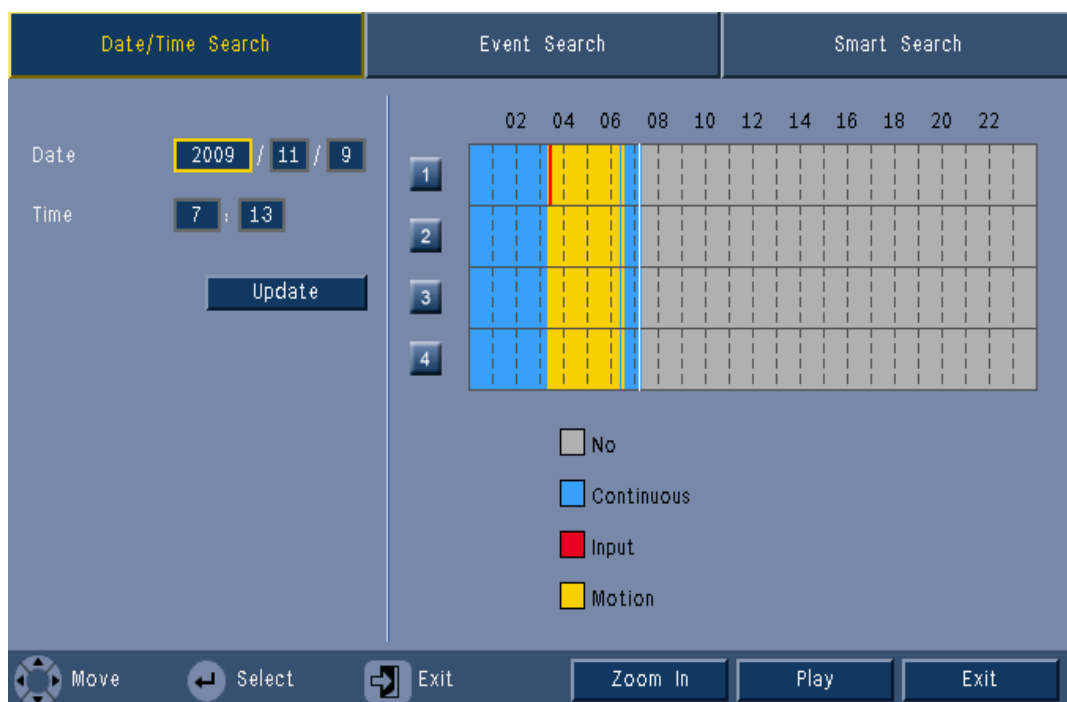 Date/Time Search Event Search Smart Search
02 04 06 08 10 12 14 16 18 20 22
Date 2009 / 11 / 9
1
Time 7 : 13
2
Update
3
4
No
Continuous
Input
Motion
Move Select Exit Zoom In Play Exit